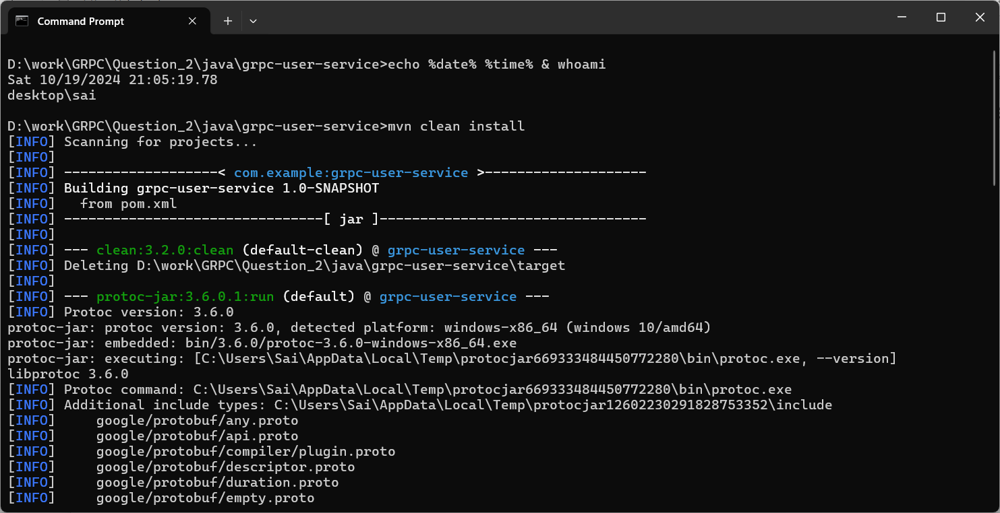 Command Prompt
D:\work\GRPC\Question_2\java\grpc-user-service>echo %date% %time% & whoami
Sat 10/19/2024 21:05:19.78
desktop\sai
D:\work\GRPC\Question_2\java\grpc-user-service>mvn clean install
[INFO] Scanning for projects...
[INFO]
[INFO] -------------------< com.example:grpc-user-service >--------------------
[INFO] Building grpc-user-service 1.0-SNAPSHOT
[INFO]   from pom.xml
[INFO] --------------------------------[ jar ]---------------------------------
[INFO]
[INFO] --- clean:3.2.0:clean (default-clean) @ grpc-user-service ---
[INFO] Deleting D:\work\GRPC\Question_2\java\grpc-user-service\target
[INFO]
[INFO] --- protoc-jar:3.6.0.1:run (default) @ grpc-user-service ---
[INFO] Protoc version: 3.6.0
protoc-jar: protoc version: 3.6.0, detected platform: windows-x86_64 (windows 10/amd64)
protoc-jar: embedded: bin/3.6.0/protoc-3.6.0-windows-x86_64.exe
protoc-jar: executing: [C:\Users\Sai\AppData\Local\Temp\protocjar669333484450772280\bin\protoc.exe, --version]
libprotoc 3.6.0
[INFO] Protoc command: C:\Users\Sai\AppData\Local\Temp\protocjar669333484450772280\bin\protoc.exe
[INFO] Additional include types: C:\Users\Sai\AppData\Local\Temp\protocjar12602230291828753352\include
[INFO]     google/protobuf/any.proto
[INFO]     google/protobuf/api.proto
[INFO]     google/protobuf/compiler/plugin.proto
[INFO]     google/protobuf/descriptor.proto
[INFO]     google/protobuf/duration.proto
[INFO]     google/protobuf/empty.proto